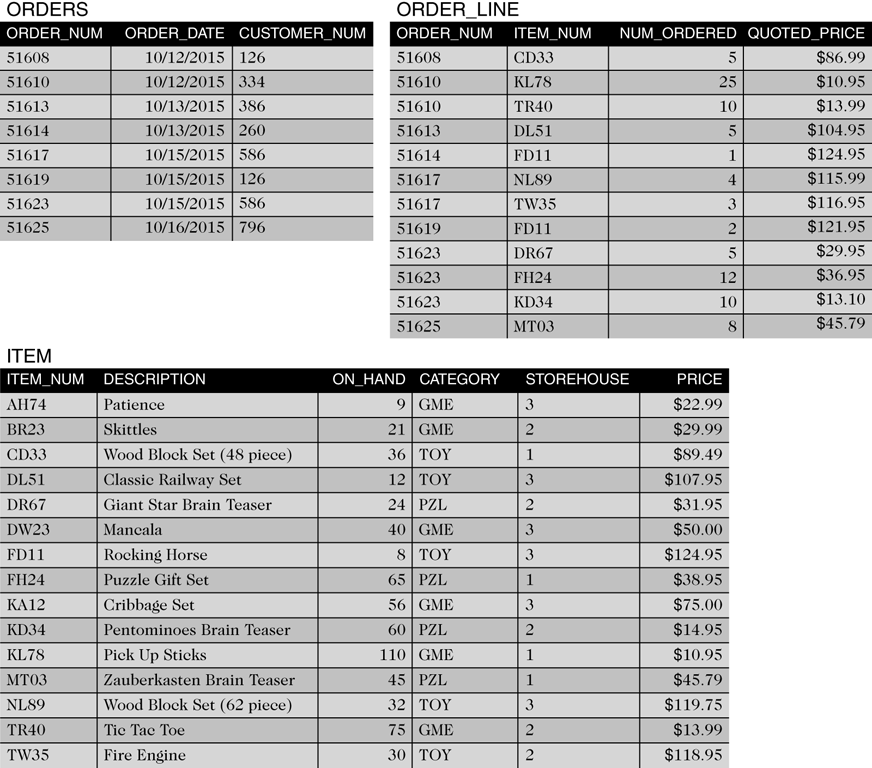 ORDERS
ORDER_NUM ORDER_DATE CUSTOMER_NUM
51608 10/12/2015 126
51610 10/12/2015 334
51613 10/13/2015 386
51614 10/13/2015 260
51617 10/15/2015 586
51619 10/15/2015 126
51623 10/15/2015 586
51625 10/16/2015 796
ORDER_LINE
ORDER_NUM ITEM_NUM NUM_ORDERED QUOTED_PRICE
51608 CD33 5 $86.99
51610 KL78 25 $10.95
51610 TR40 10 $13.99
51613 DL51 5 $104.95
51614 FD11 1 $124.95
51617 NL89 4 $115.99
51617 TW35 3 $116.95
51619 FD11 2 $121.95
51623 DR67 5 $29.95
51623 FH24 12 $36.95
51623 KD34 10 $13.10
51625 MT03 8 $45.79
ITEM
ITEM_NUM DESCRIPTION ON_HAND CATEGORY STOREHOUSE PRICE
AH74 Patience 9 GME 3 $22.99
BR23 Skittles 21 GME 2 $29.99
CD33 Wood Block Set (48 piece) 36 TOY 1 $89.49
DL51 Classic Railway Set 12 TOY 3 $107.95
DR67 Giant Star Brain Teaser 24 PZL 2 $31.95
DW23 Mancala 40 GME 3 $50.00
FD11 Rocking Horse 8 TOY 3 $124.95
FH24 Puzzle Gift Set 65 PZL 1 $38.95
KA12 Cribbage Set 56 GME 3 $75.00
KD34 Pentominoes Brain Teaser 60 PZL 2 $14.95
KL78 Pick Up Sticks 110 GME 1 $10.95
MT03 Zauberkasten Brain Teaser 45 PZL 1 $45.79
NL89 Wood Block Set (62 piece) 32 TOY 3 $119.75
TR40 Tic Tac Toe 75 GME 2 $13.99
TW35 Fire Engine 30 TOY 2 $118.95